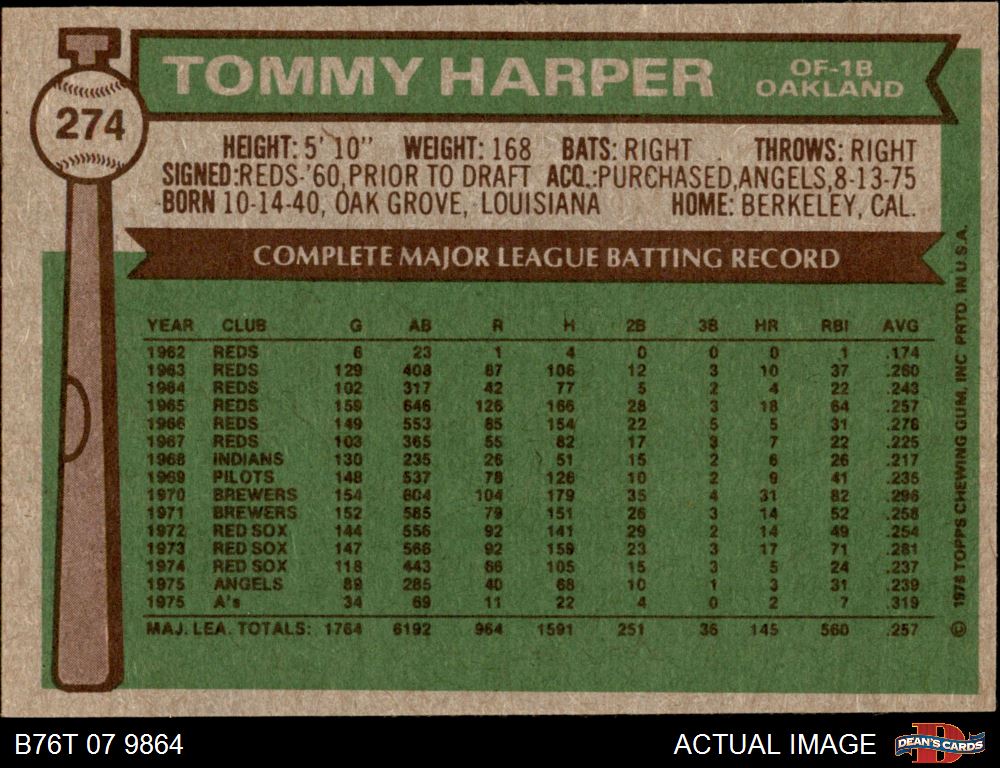 TOMMY HARPER OF-1B OAKLAND
274
HEIGHT: 5' 10" WEIGHT: 168 BATS: RIGHT THROWS: RIGHT
SIGNED: REDS-'60, PRIOR TO DRAFT ACQ.: PURCHASED, ANGELS, 8-13-75
BORN 10-14-40, OAK GROVE, LOUISIANA HOME: BERKELEY, CAL.
COMPLETE MAJOR LEAGUE BATTING RECORD
YEAR CLUB G AB R H 2B 3B HR RBI AVG
1962 REDS 6 23 1 4 0 0 0 1 .174
1963 REDS 129 408 87 106 12 3 10 37 .260
1964 REDS 102 317 42 77 5 2 4 22 .243
1965 REDS 159 646 126 166 28 3 18 64 .257
1966 REDS 149 553 85 154 22 5 5 31 .278
1967 REDS 103 365 55 82 17 3 7 22 .225
1968 INDIANS 130 235 26 51 15 2 6 26 .217
1969 PILOTS 148 537 78 126 10 2 9 41 .235
1970 BREWERS 154 604 104 179 35 4 31 82 .296
1971 BREWERS 152 585 79 151 26 3 14 52 .258
1972 RED SOX 144 556 92 141 29 2 14 49 .254
1973 RED SOX 147 566 92 159 23 3 17 71 .281
1974 RED SOX 118 443 66 105 15 3 5 24 .237
1975 ANGELS 89 285 40 68 10 1 3 31 .239
1975 A's 34 69 11 22 4 0 2 7 .319
MAJ. LEA. TOTALS: 1764 6192 984 1591 251 36 145 560 .257
© 1976 TOPPS CHEWING GUM, INC PRTD. IN U.S.A.
B76T 07 9864 ACTUAL IMAGE DEAN'S CARDS